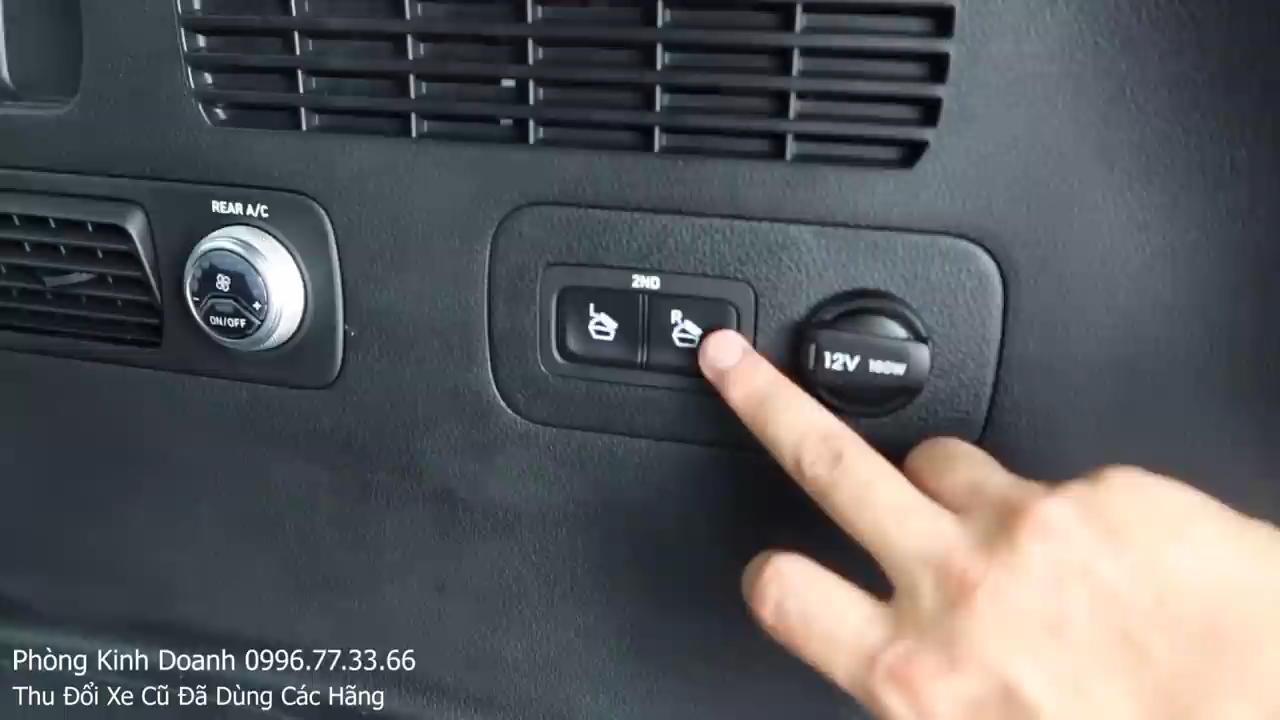 REAR A/C
ON/OFF
2ND
L
R
12V 180W
Phòng Kinh Doanh 0996.77.33.66
Thu Đổi Xe Cũ Đã Dùng Các Hãng